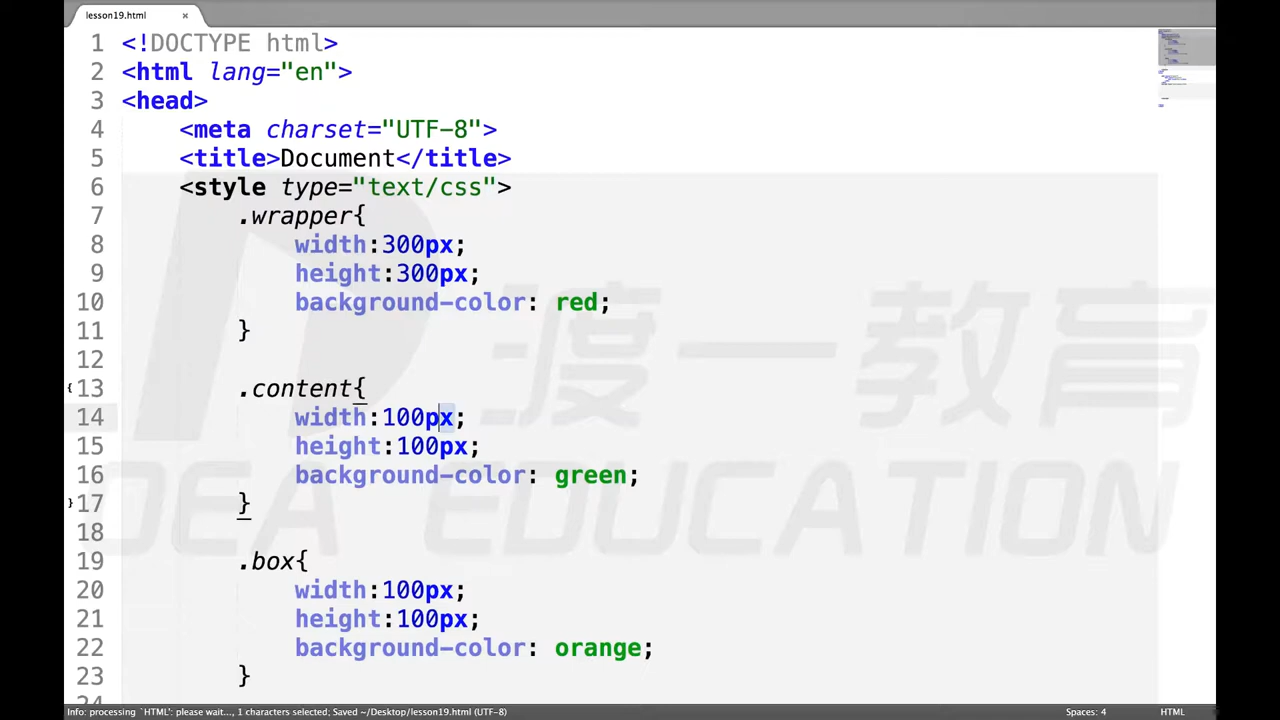 lesson19.html ×
1 <!DOCTYPE html>
2 <html lang="en">
3 <head>
4 <meta charset="UTF-8">
5 <title>Document</title>
6 <style type="text/css">
7 .wrapper{
8 width:300px;
9 height:300px;
10 background-color: red;
11 }
12
13 .content{
14 width:100px;
15 height:100px;
16 background-color: green;
17 }
18
19 .box{
20 width:100px;
21 height:100px;
22 background-color: orange;
23 }
24
渡一教育
IDEA EDUCATION
Info: processing `HTML': please wait..., 1 characters selected; Saved ~/Desktop/lesson19.html (UTF-8)
Spaces: 4
HTML